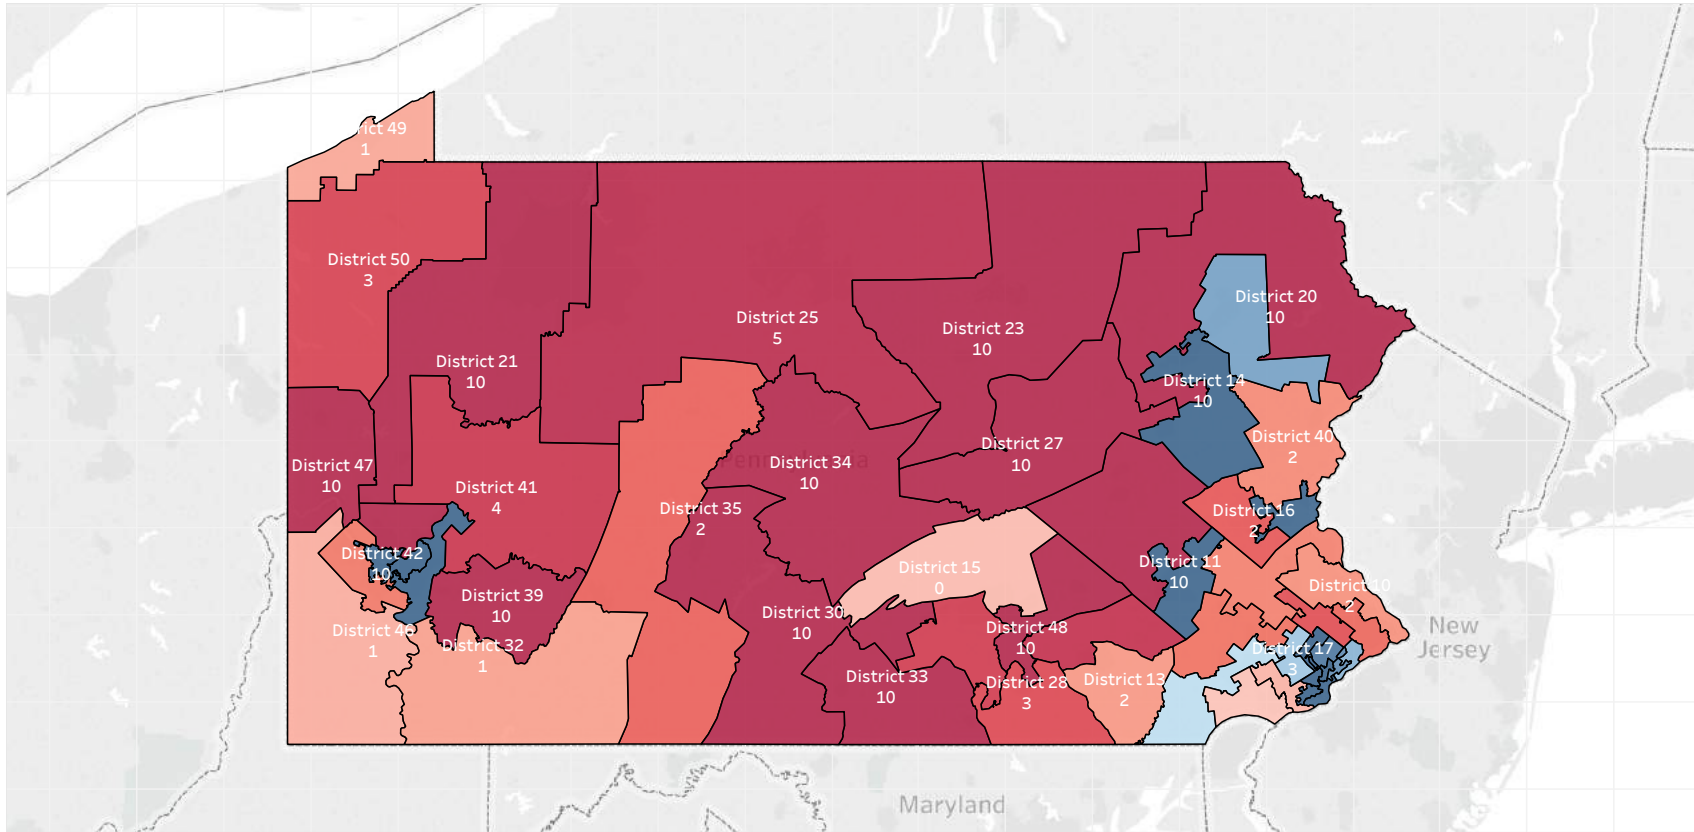 rict 49
1
District 50
3
District 20
10
District 25
5
District 23
10
District 21
10
District 14
10
District 40
2
District 27
10
District 34
10
District 47
10
District 41
4
District 35
2
District 16
2
District 42
10
District 11
10
District 15
0
District 10
2
District 39
10
District 30
10
District 46
1
District 48
10
New
Jersey
District 32
1
District 17
3
District 33
10
District 28
3
District 13
2
Maryland